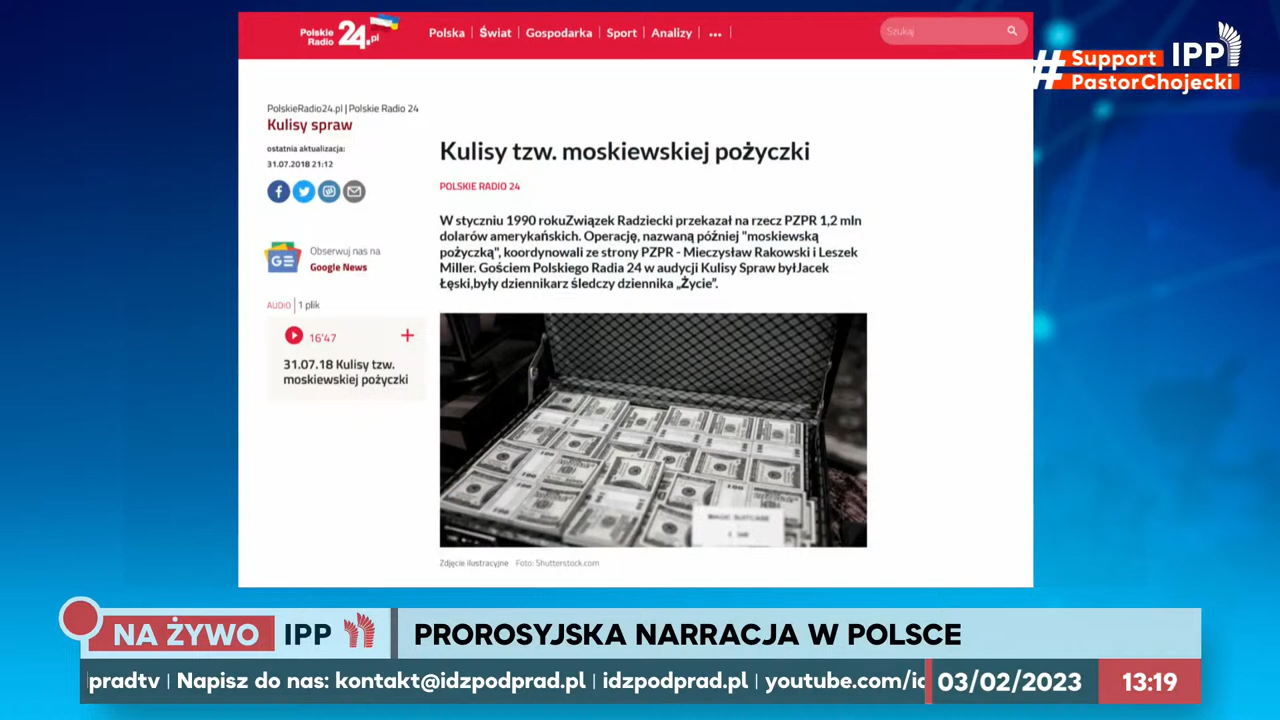 Polskie Radio 24.pl
Polska | Świat | Gospodarka | Sport | Analizy | ... |
Szukaj
#Support IPP
PastorChojecki
PolskieRadio24.pl | Polskie Radio 24
Kulisy spraw
ostatnia aktualizacja:
31.07.2018 21:12
Obserwuj nas na
Google News
AUDIO | 1 plik
16'47
31.07.18 Kulisy tzw.
moskiewskiej pożyczki
Kulisy tzw. moskiewskiej pożyczki
POLSKIE RADIO 24
W styczniu 1990 rokuZwiązek Radziecki przekazał na rzecz PZPR 1,2 mln
dolarów amerykańskich. Operację, nazwaną później "moskiewską
pożyczką", koordynowali ze strony PZPR - Mieczysław Rakowski i Leszek
Miller. Gościem Polskiego Radia 24 w audycji Kulisy Spraw byłJacek
Łęski,były dziennikarz śledczy dziennika „Życie”.
Zdjęcie ilustracyjne Foto: Shutterstock.com
NA ŻYWO IPP PROROSYJSKA NARRACJA W POLSCE
ipradtv | Napisz do nas: kontakt@idzpodprad.pl | idzpodprad.pl | youtube.com/ic 03/02/2023 13:19